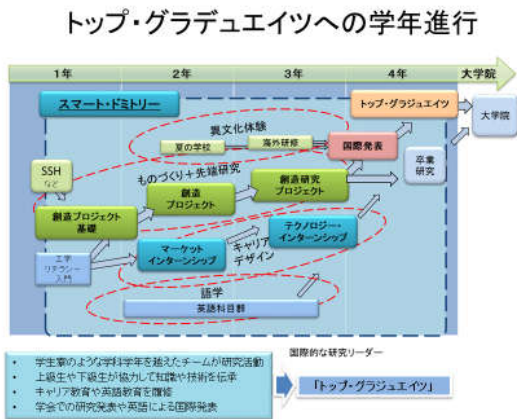 トップ・グラデュエイツへの学年進行
1年
2年
3年
4年
大学院
スマート・ドミトリー
トップ・グラジュエイツ
大学院
異文化体験
夏の学校
海外研修
国際発表
卒業
研究
SSH
など
ものづくり+先端研究
創造
プロジェクト
創造研究
プロジェクト
創造プロジェクト
基礎
テクノロジー・
インターンシップ
マーケット
インターンシップ
キャリア
デザイン
工学
リテラシー
入門
語学
英語科目群
国際的な研究リーダー
・ 学生寮のような学科学年を越えたチームが研究活動
・ 上級生や下級生が協力して知識や技術を伝承
・ キャリア教育や英語教育を履修
・ 学会での研究発表や英語による国際発表
「トップ・グラジュエイツ」